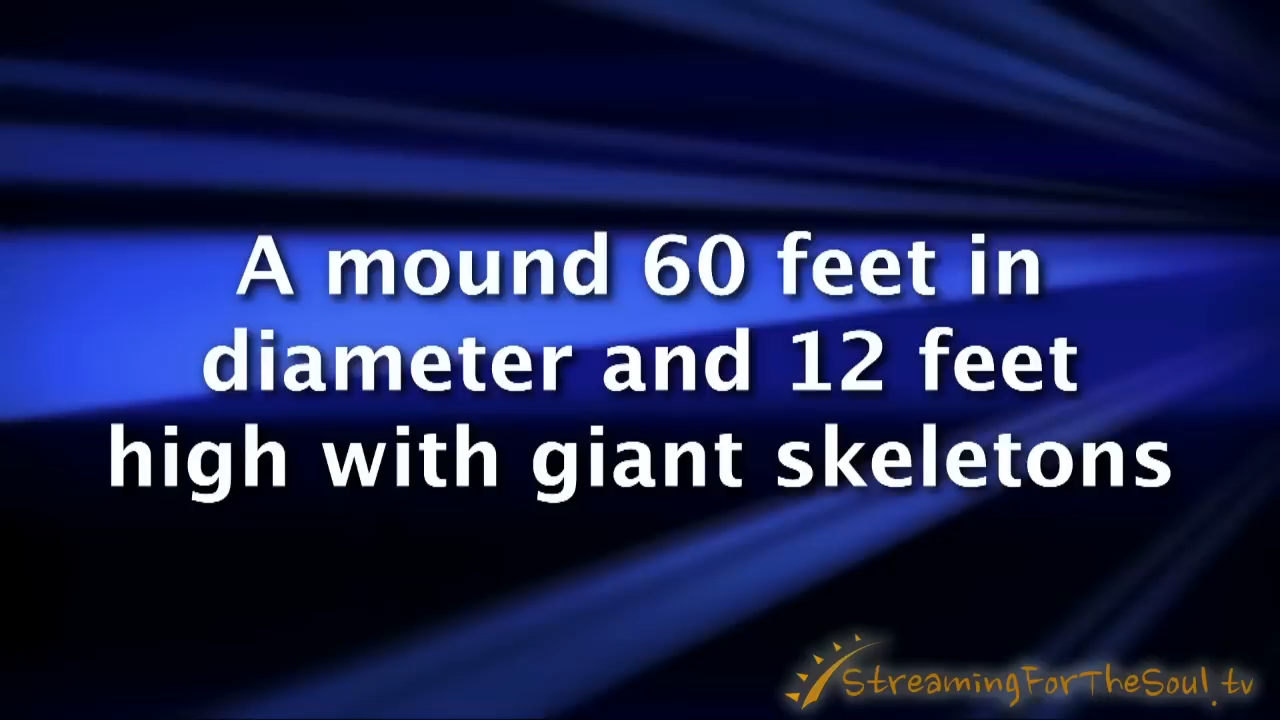 A mound 60 feet in
diameter and 12 feet
high with giant skeletons
StreamingForTheSoul.tv